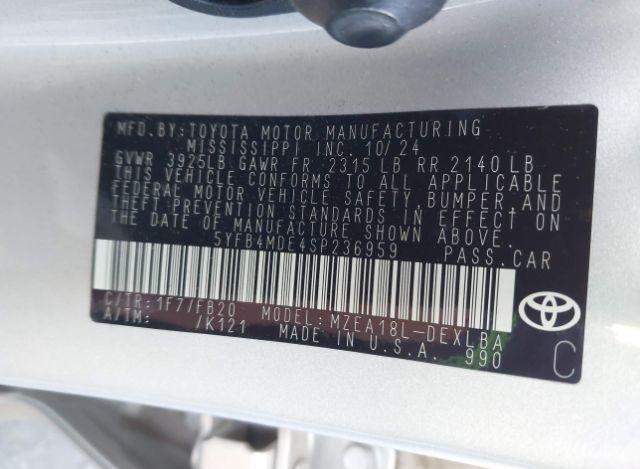 MFD. BY: TOYOTA MOTOR MANUFACTURING
MISSISSIPPI INC. 10/24
GVWR 3925LB GAWR FR 2315 LB RR 2140 LB
THIS VEHICLE CONFORMS TO ALL APPLICABLE
FEDERAL MOTOR VEHICLE SAFETY, BUMPER, AND
THEFT PREVENTION STANDARDS IN EFFECT ON
THE DATE OF MANUFACTURE SHOWN ABOVE.
5YFB4MDE4SP236959 PASS.CAR
C/TR: 1F7/FB20 MODEL: MZEA18L-DEXLBA
A/TM: /K121 MADE IN U.S.A. 990
C